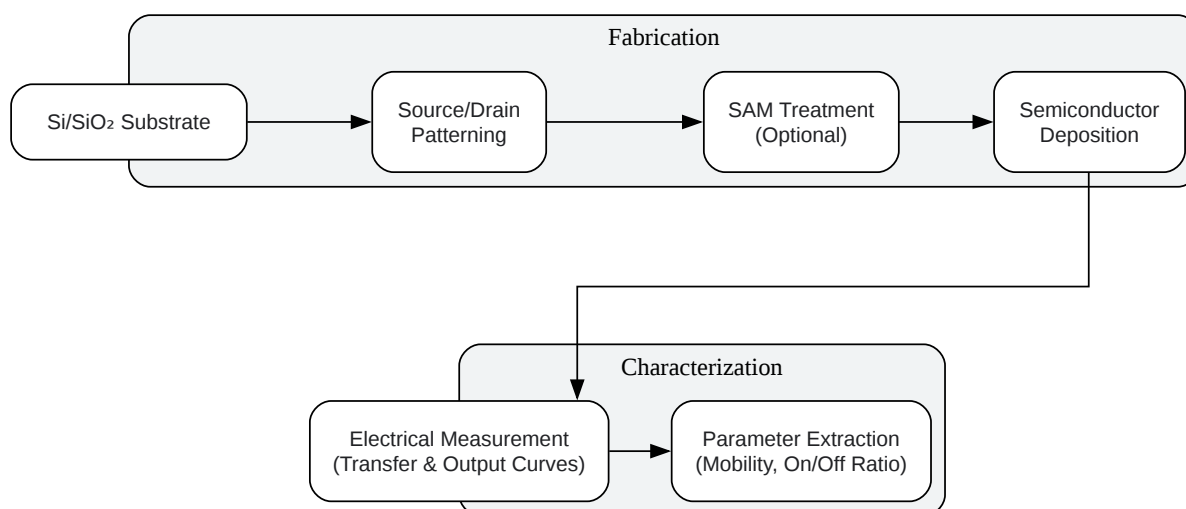 Fabrication
Si/SiO₂ Substrate
Source/Drain
Patterning
SAM Treatment
(Optional)
Semiconductor
Deposition
Characterization
Electrical Measurement
(Transfer & Output Curves)
Parameter Extraction
(Mobility, On/Off Ratio)